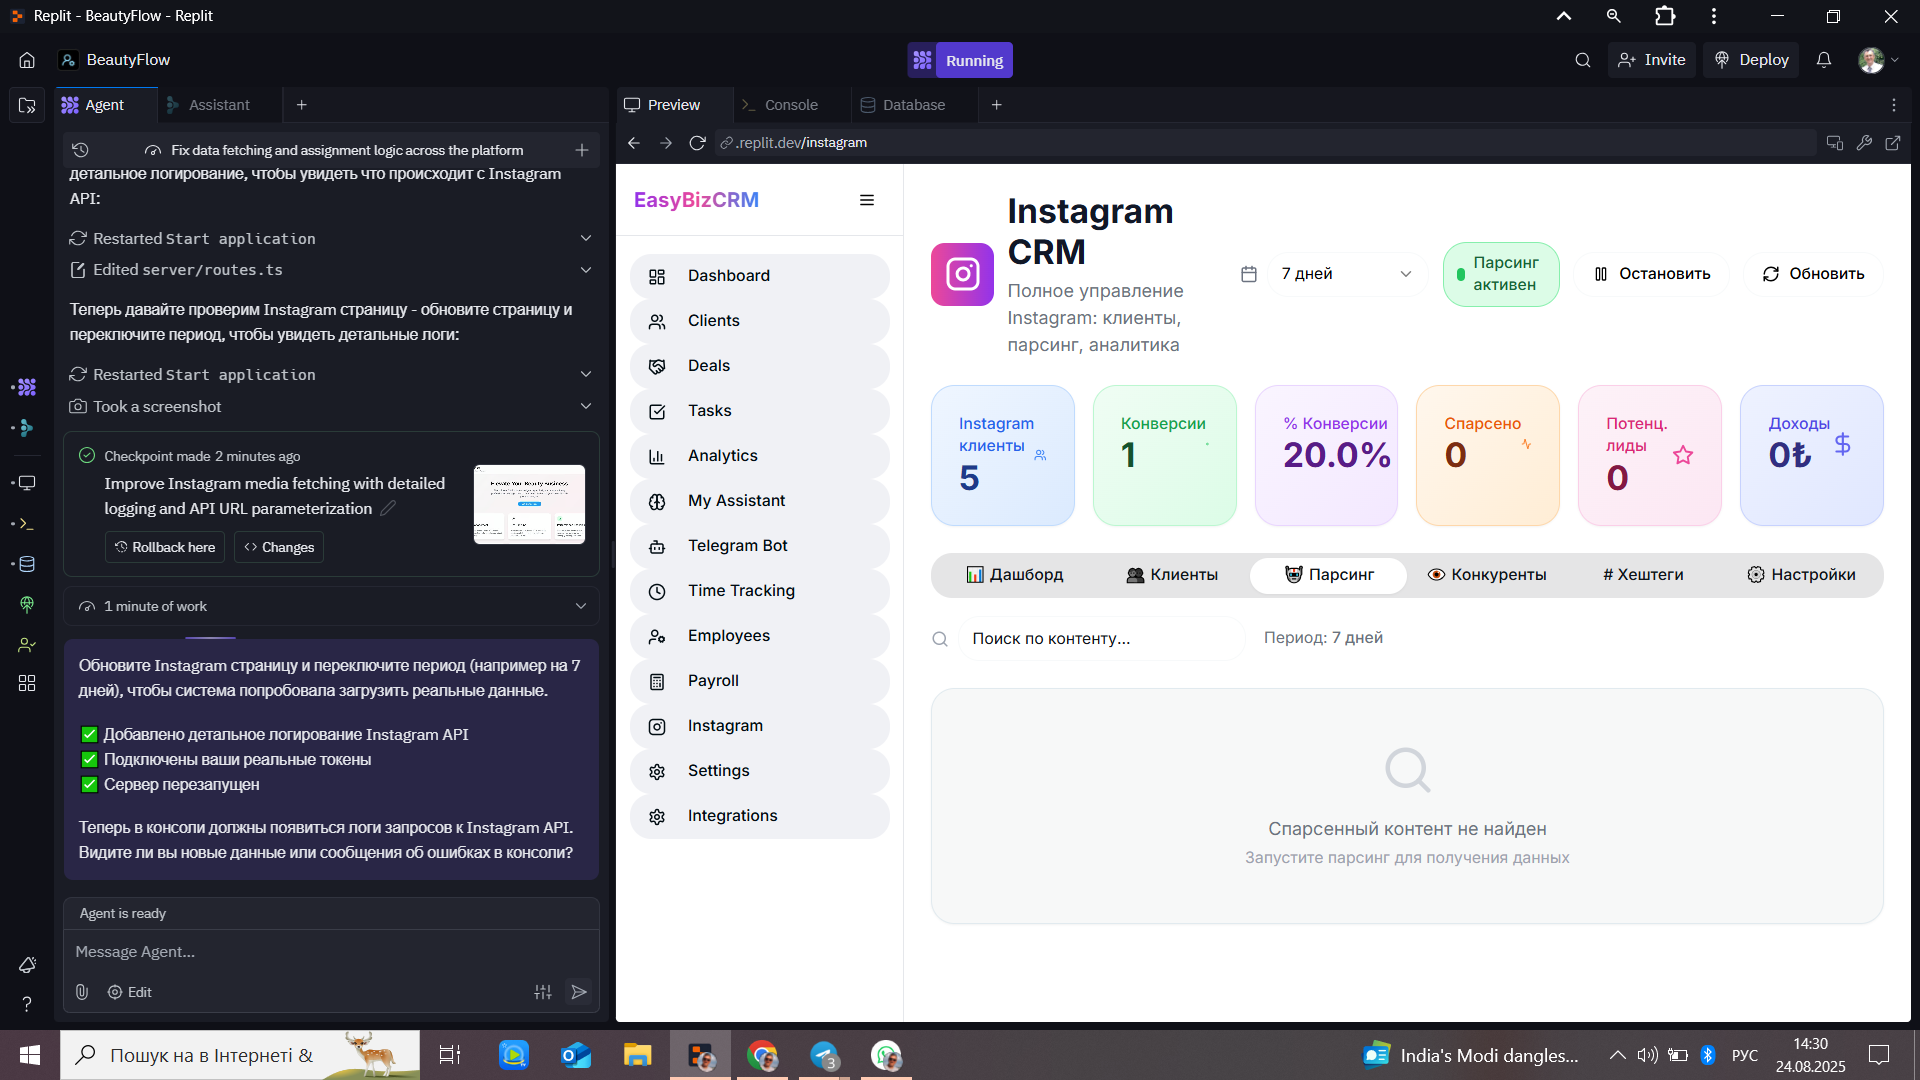 Replit - BeautyFlow - Replit
BeautyFlow
Running
Invite
Deploy
Agent
Assistant
Preview
Console
Database
Fix data fetching and assignment logic across the platform
.replit.dev/instagram
детальное логирование, чтобы увидеть что происходит с Instagram
API:
Restarted Start application
Edited server/routes.ts
Теперь давайте проверим Instagram страницу - обновите страницу и
переключите период, чтобы увидеть детальные логи:
Restarted Start application
Took a screenshot
Checkpoint made 2 minutes ago
Improve Instagram media fetching with detailed
logging and API URL parameterization
Rollback here
Changes
1 minute of work
Обновите Instagram страницу и переключите период (например на 7
дней), чтобы система попробовала загрузить реальные данные.
✅ Добавлено детальное логирование Instagram API
✅ Подключены ваши реальные токены
✅ Сервер перезапущен
Теперь в консоли должны появиться логи запросов к Instagram API.
Видите ли вы новые данные или сообщения об ошибках в консоли?
Agent is ready
Message Agent...
Edit
EasyBizCRM
Dashboard
Clients
Deals
Tasks
Analytics
My Assistant
Telegram Bot
Time Tracking
Employees
Payroll
Instagram
Settings
Integrations
Instagram
CRM
Полное управление
Instagram: клиенты,
парсинг, аналитика
7 дней
Парсинг
активен
Остановить
Обновить
Instagram
клиенты
5
Конверсии
1
% Конверсии
20.0%
Спарсено
0
Потенц.
лиды
0
Доходы
0₺
Дашборд
Клиенты
Парсинг
Конкуренты
# Хештеги
Настройки
Поиск по контенту...
Период: 7 дней
Спарсенный контент не найден
Запустите парсинг для получения данных
Пошук на в Інтернеті &
3
India's Modi dangles...
РУС
14:30
24.08.2025